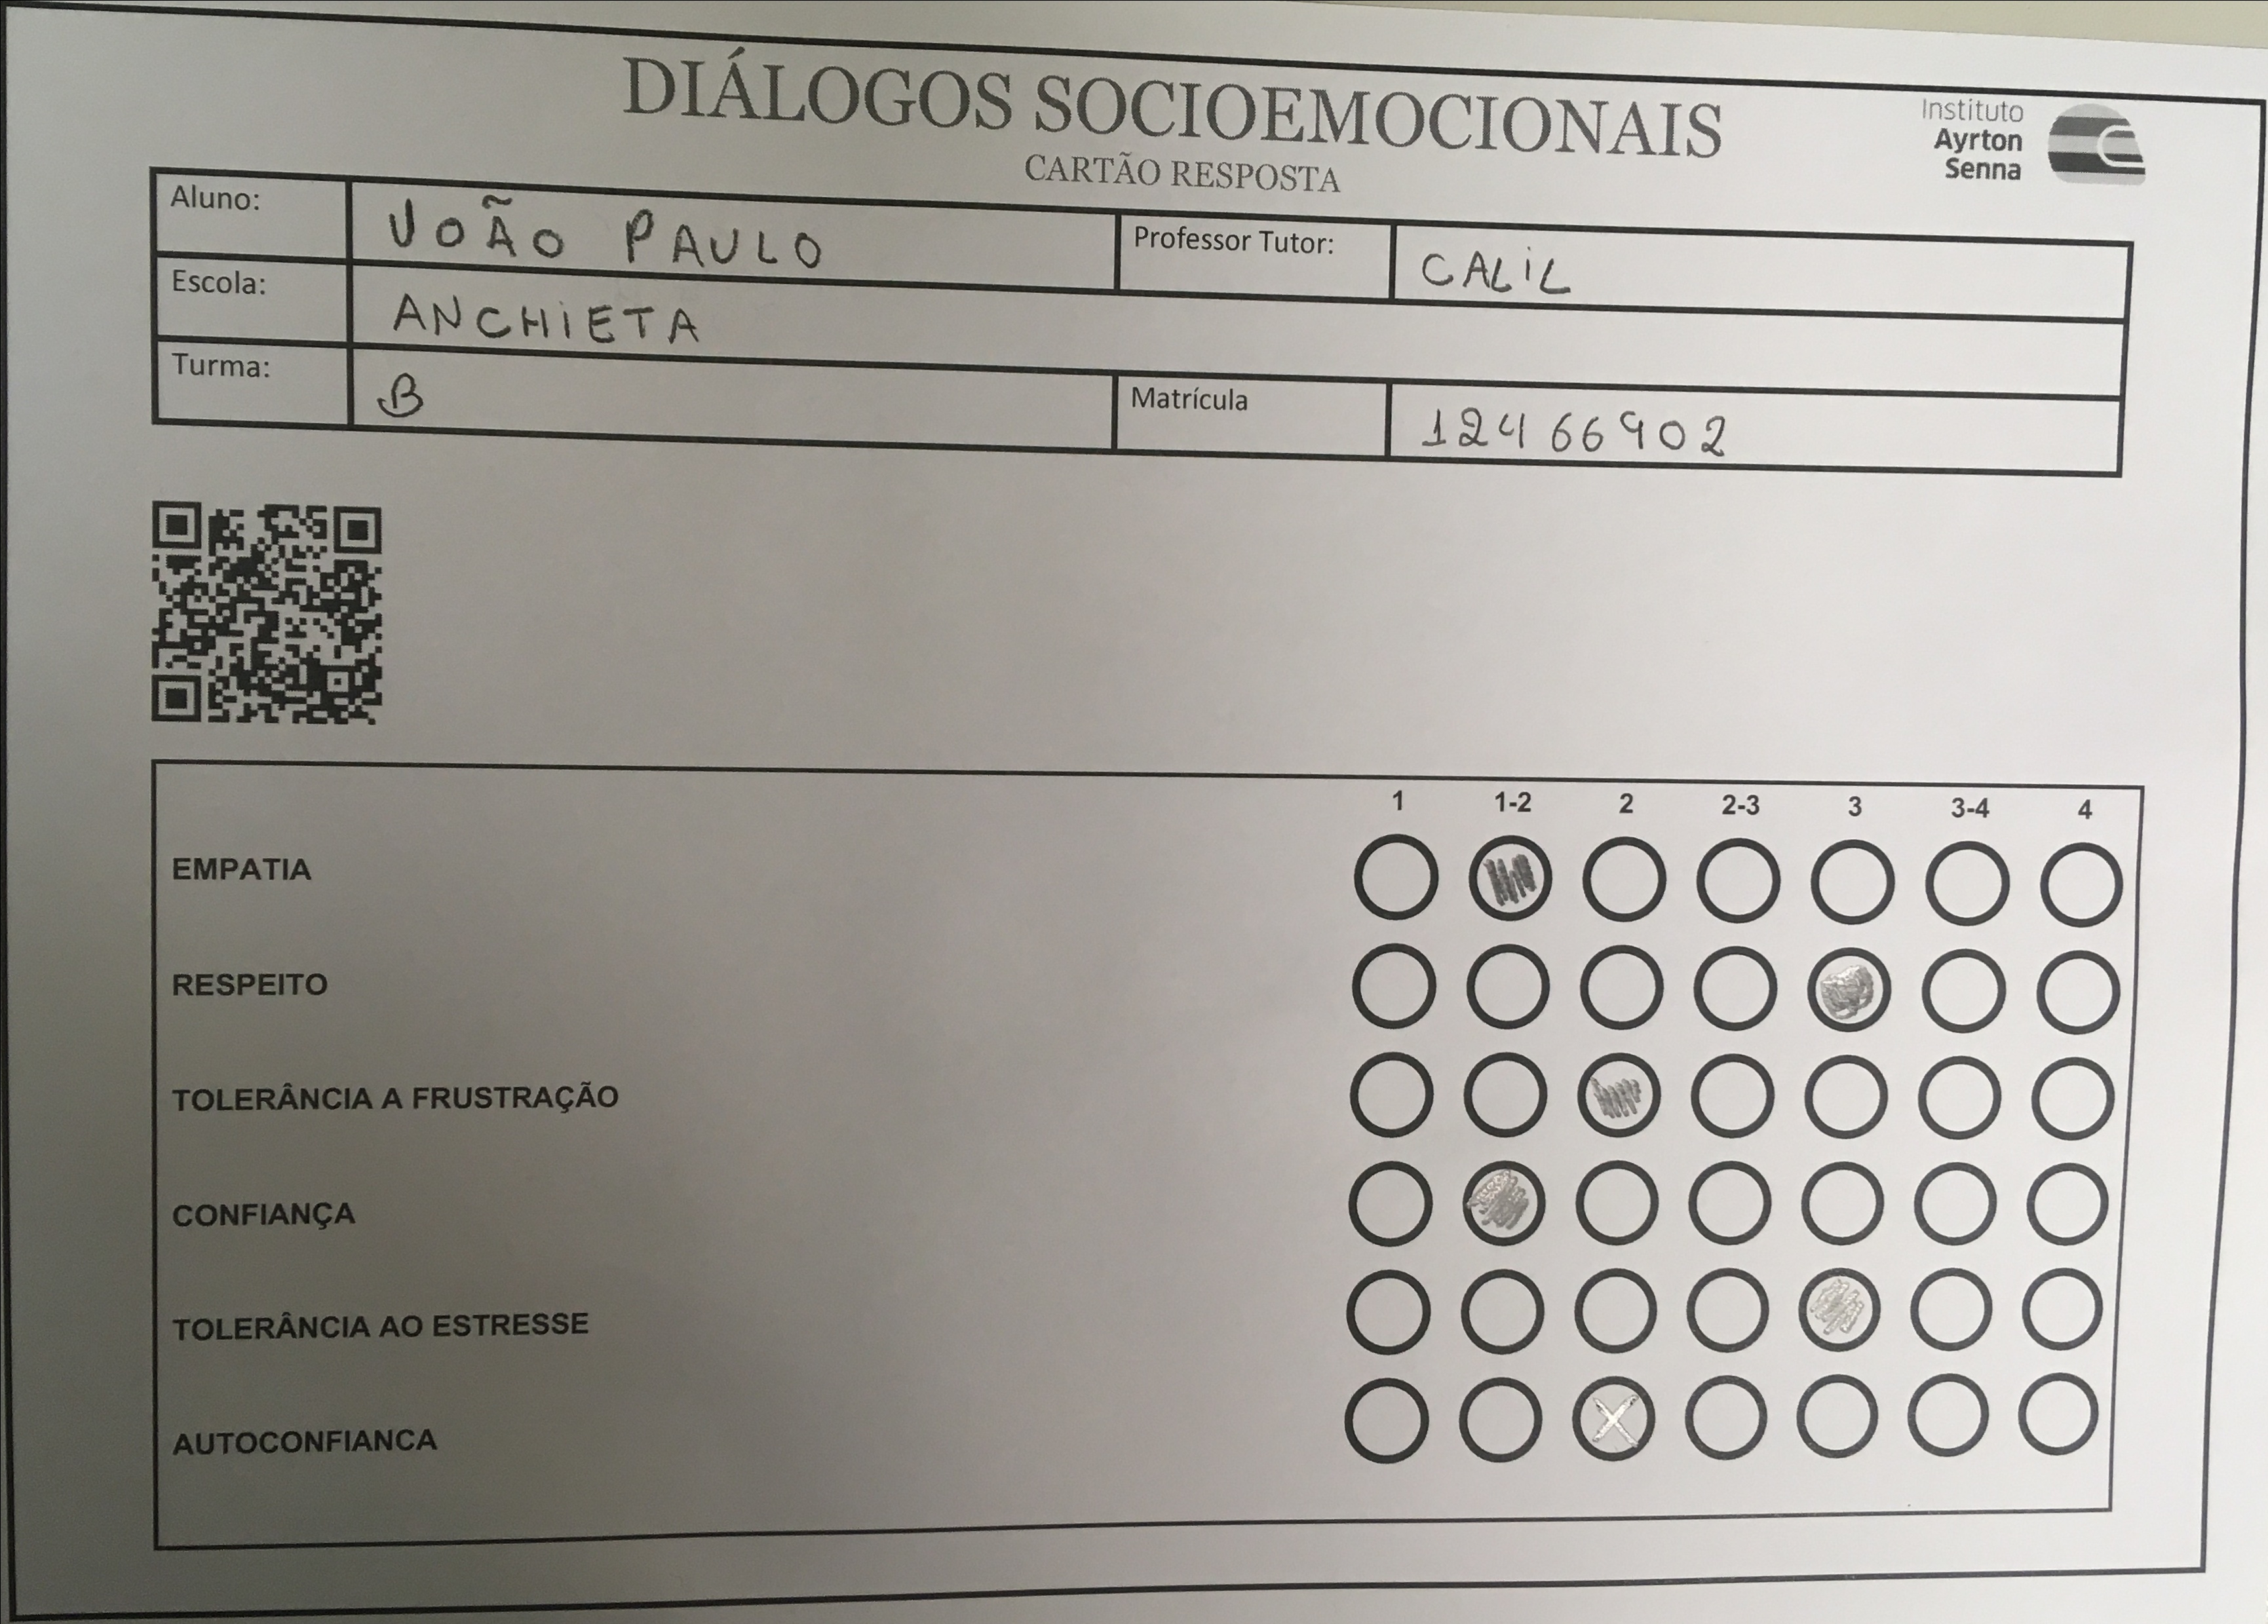 DIÁLOGOS SOCIOEMOCIONAIS
CARTÃO RESPOSTA
Instituto
Ayrton
Senna
Aluno: JOÃO PAULO Professor Tutor: CALIL
Escola: ANCHIETA
Turma: B Matrícula 12466902
1 1-2 2 2-3 3 3-4 4
EMPATIA
RESPEITO
TOLERÂNCIA A FRUSTRAÇÃO
CONFIANÇA
TOLERÂNCIA AO ESTRESSE
AUTOCONFIANCA